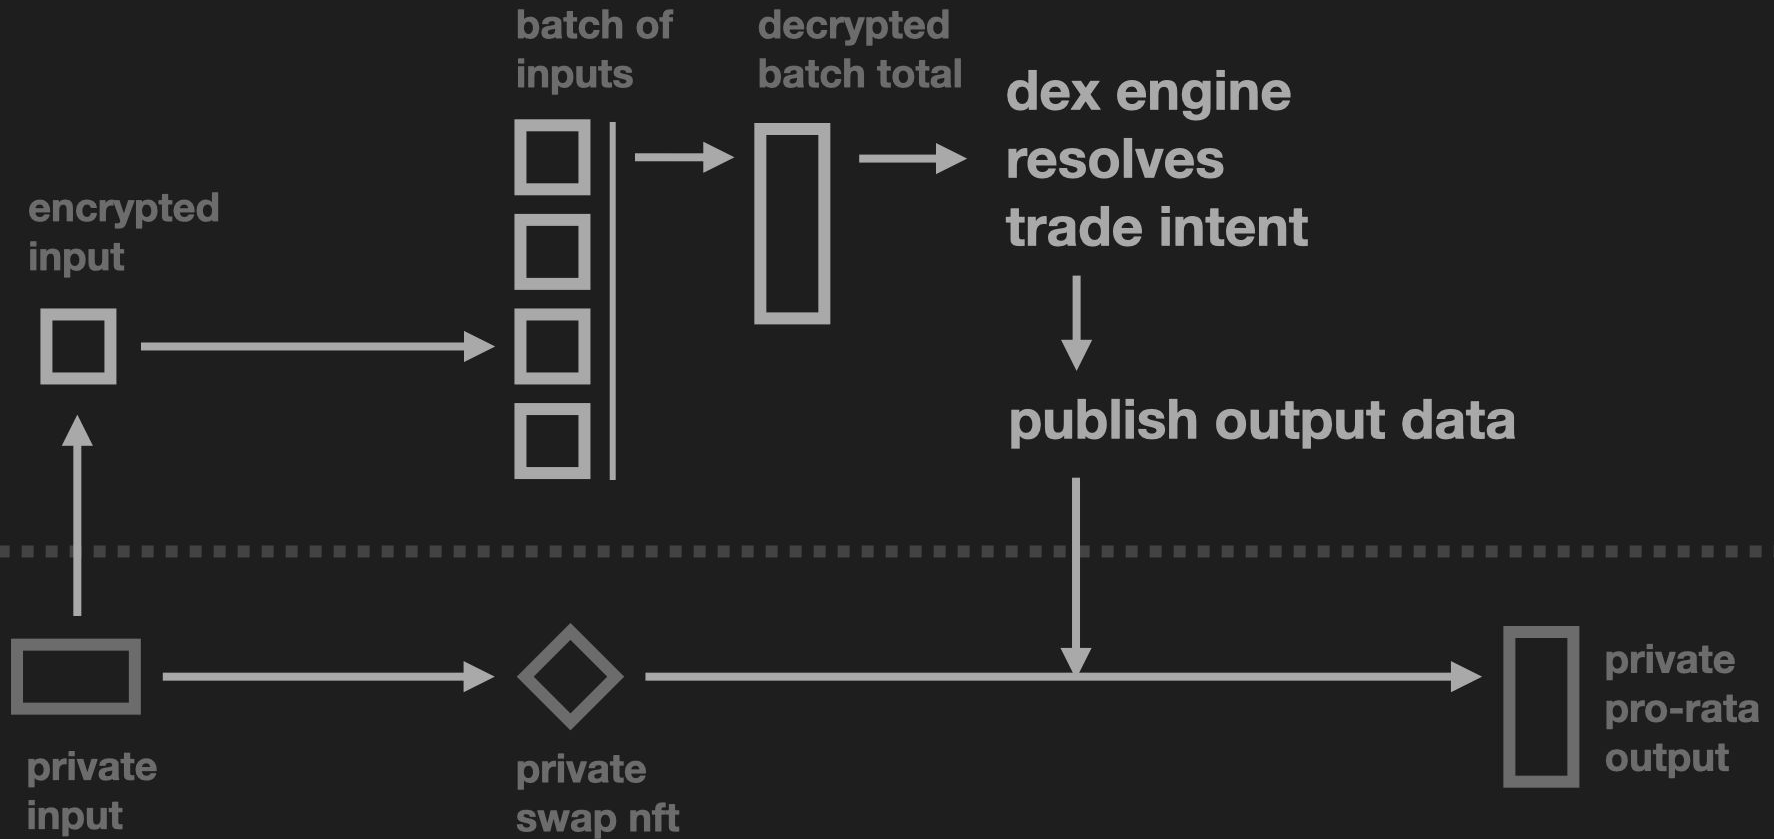 batch of
inputs
decrypted
batch total
dex engine
resolves
trade intent
encrypted
input
publish output data
private
input
private
swap nft
private
pro-rata
output